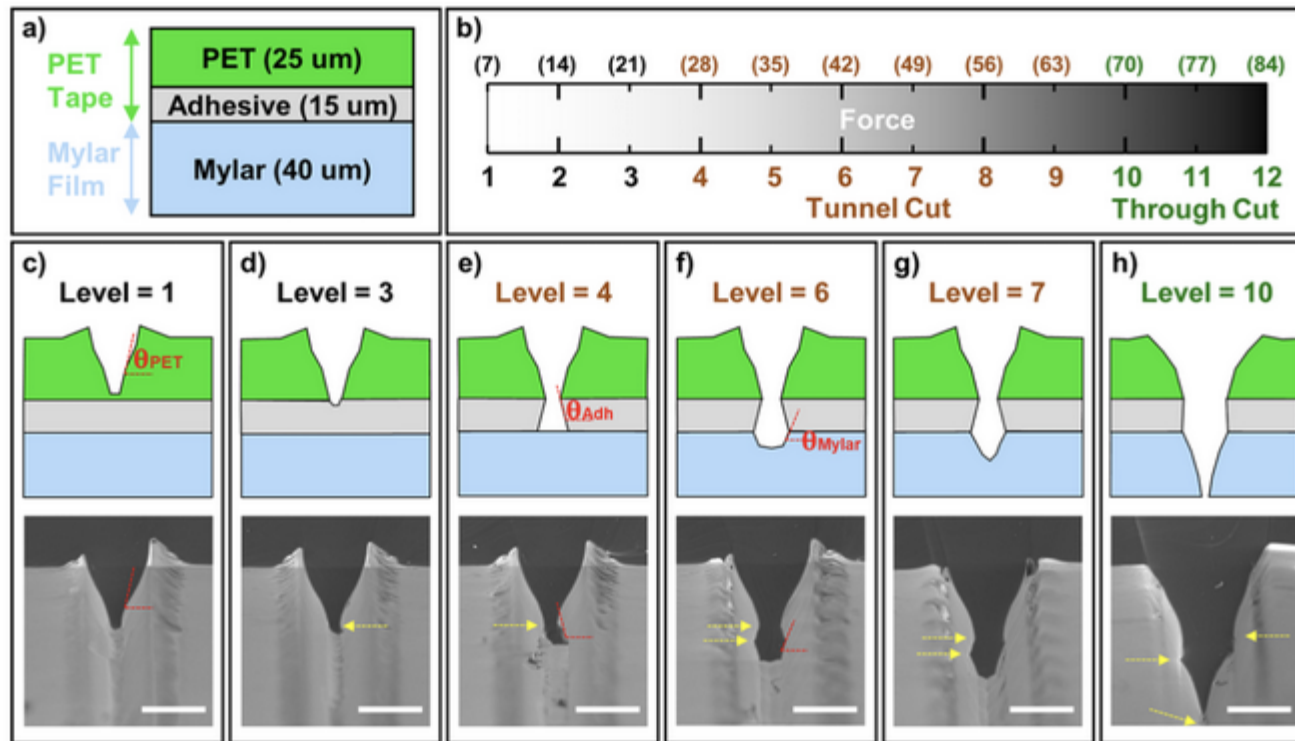 a)
PET
Tape
Mylar
Film
PET (25 um)
Adhesive (15 um)
Mylar (40 um)
b)
(7) (14) (21) (28) (35) (42) (49) (56) (63) (70) (77) (84)
Force
1 2 3 4 5 6 7 8 9 10 11 12
Tunnel Cut Through Cut
c)
Level = 1
θPET
d)
Level = 3
e)
Level = 4
θAdh
f)
Level = 6
θMylar
g)
Level = 7
h)
Level = 10